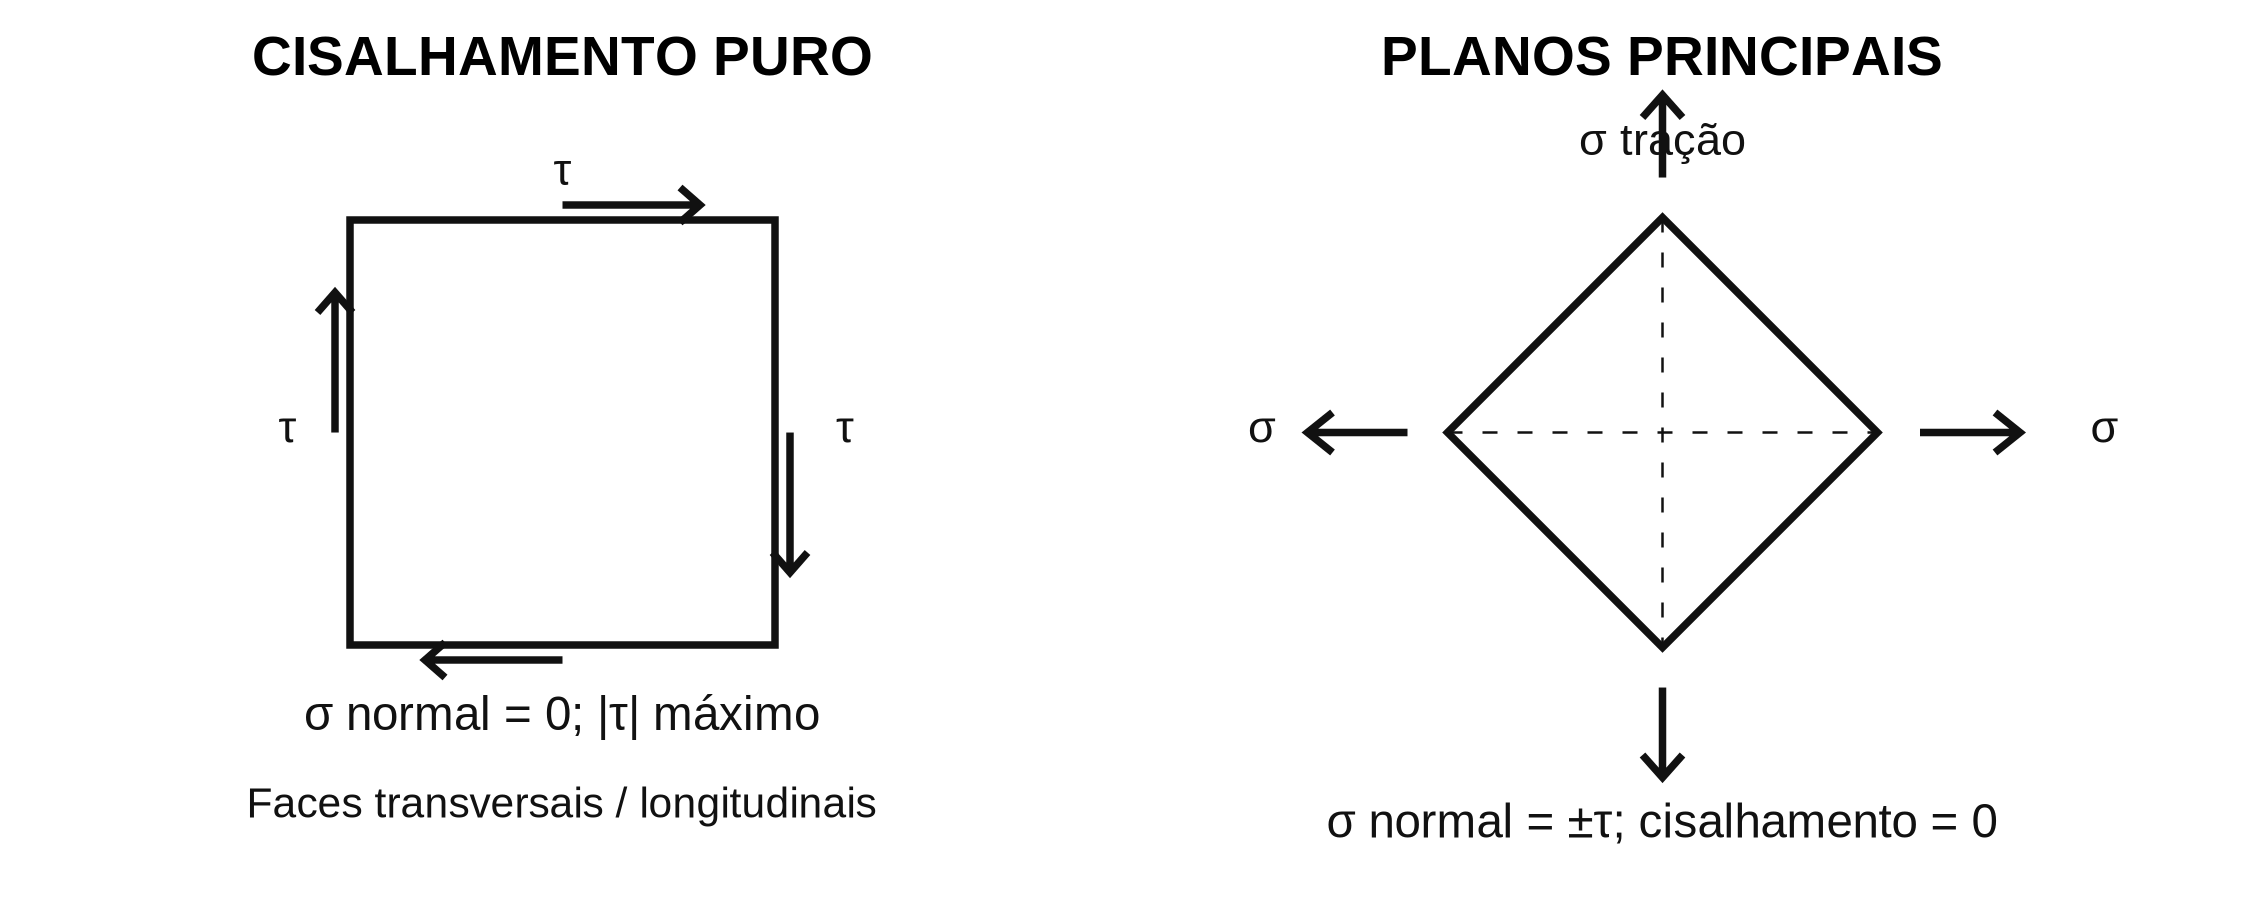 CISALHAMENTO PURO
τ
τ
τ
σ normal = 0; |τ| máximo
Faces transversais / longitudinais
PLANOS PRINCIPAIS
σ tração
σ
σ
σ normal = ±τ; cisalhamento = 0